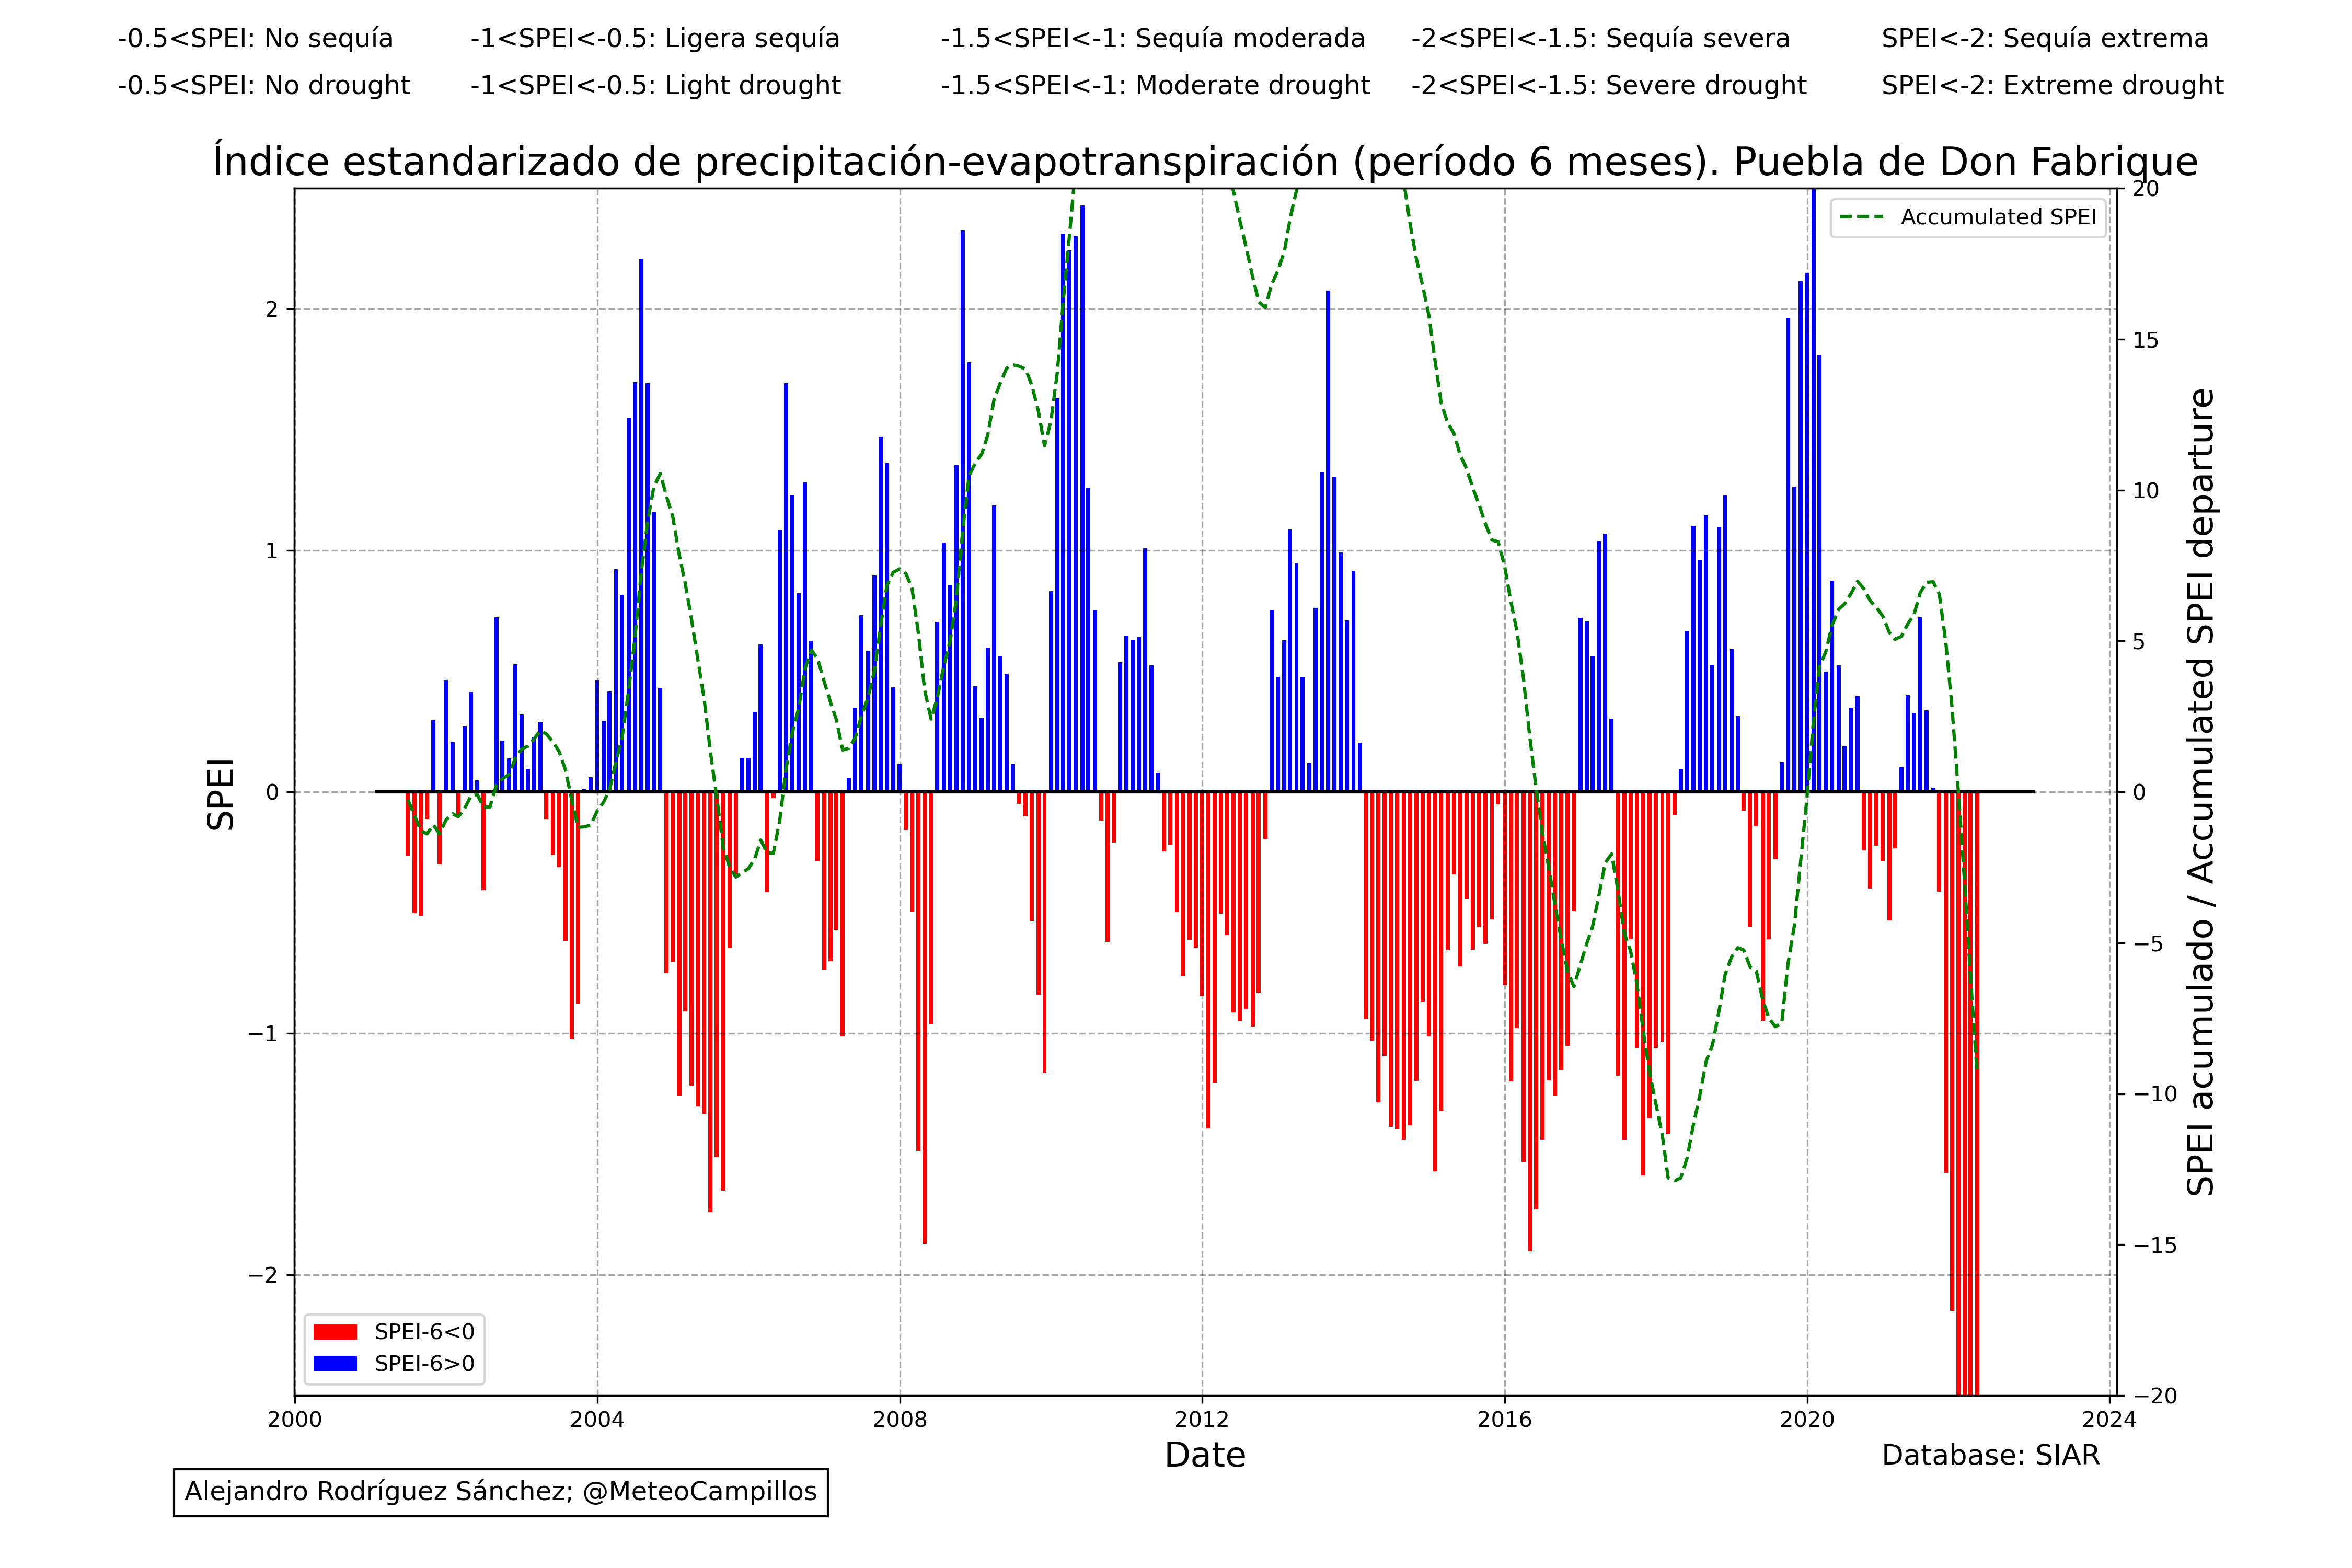 -0.5<SPEI: No sequía -1<SPEI<-0.5: Ligera sequía -1.5<SPEI<-1: Sequía moderada -2<SPEI<-1.5: Sequía severa SPEI<-2: Sequía extrema
-0.5<SPEI: No drought -1<SPEI<-0.5: Light drought -1.5<SPEI<-1: Moderate drought -2<SPEI<-1.5: Severe drought SPEI<-2: Extreme drought
Índice estandarizado de precipitación-evapotranspiración (período 6 meses). Puebla de Don Fabrique
Accumulated SPEI
2
1
0
−1
−2
SPEI
20
15
10
5
0
−5
−10
−15
−20
SPEI acumulado / Accumulated SPEI departure
SPEI-6<0
SPEI-6>0
2000 2004 2008 2012 2016 2020 2024
Date
Database: SIAR
Alejandro Rodríguez Sánchez; @MeteoCampillos